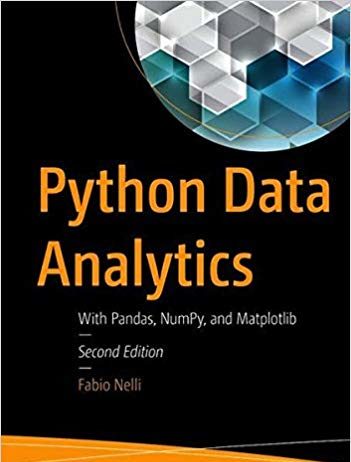 Python Data
Analytics
With Pandas, NumPy, and Matplotlib
Second Edition
Fabio Nelli